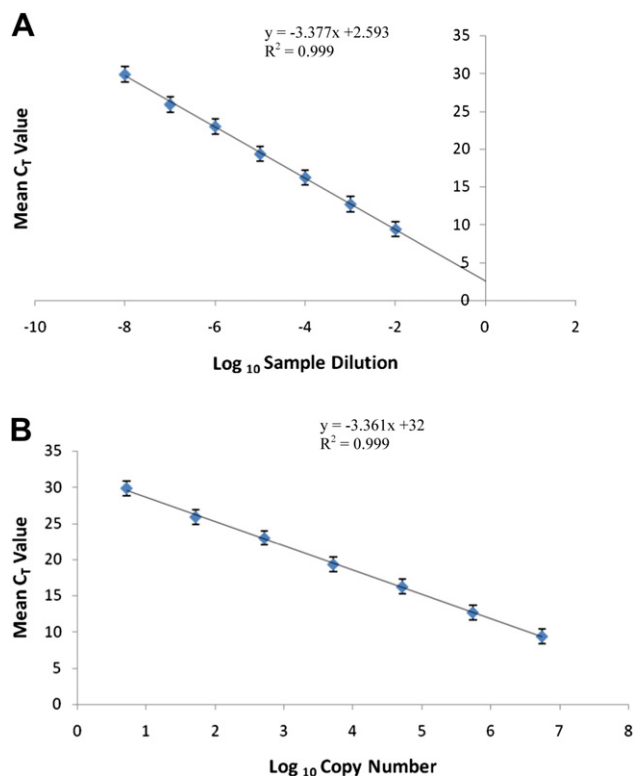 A
y = -3.377x +2.593
R² = 0.999
35
30
25
20
15
10
5
0
Mean C_T Value
-10 -8 -6 -4 -2 0 2
Log ₁₀ Sample Dilution
B
y = -3.361x +32
R² = 0.999
35
30
25
20
15
10
5
0
Mean C_T Value
0 1 2 3 4 5 6 7 8
Log ₁₀ Copy Number